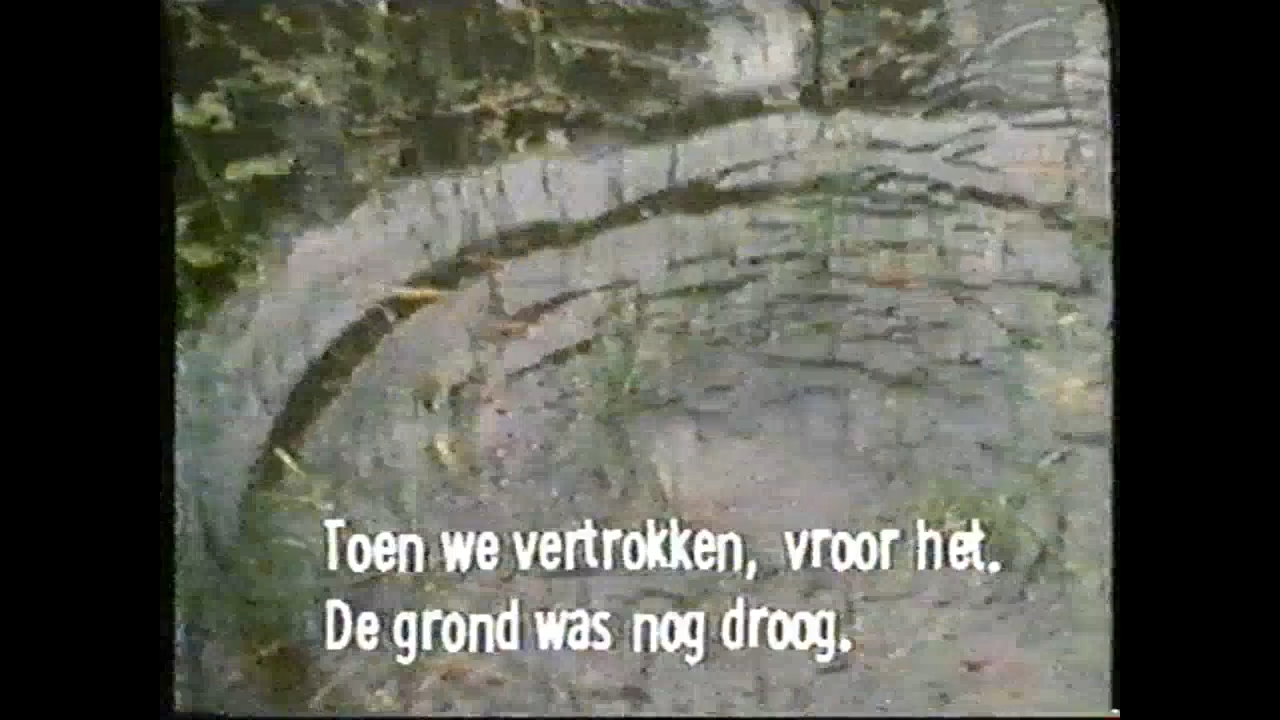 Toen we vertrokken, vroor het.
De grond was nog droog.